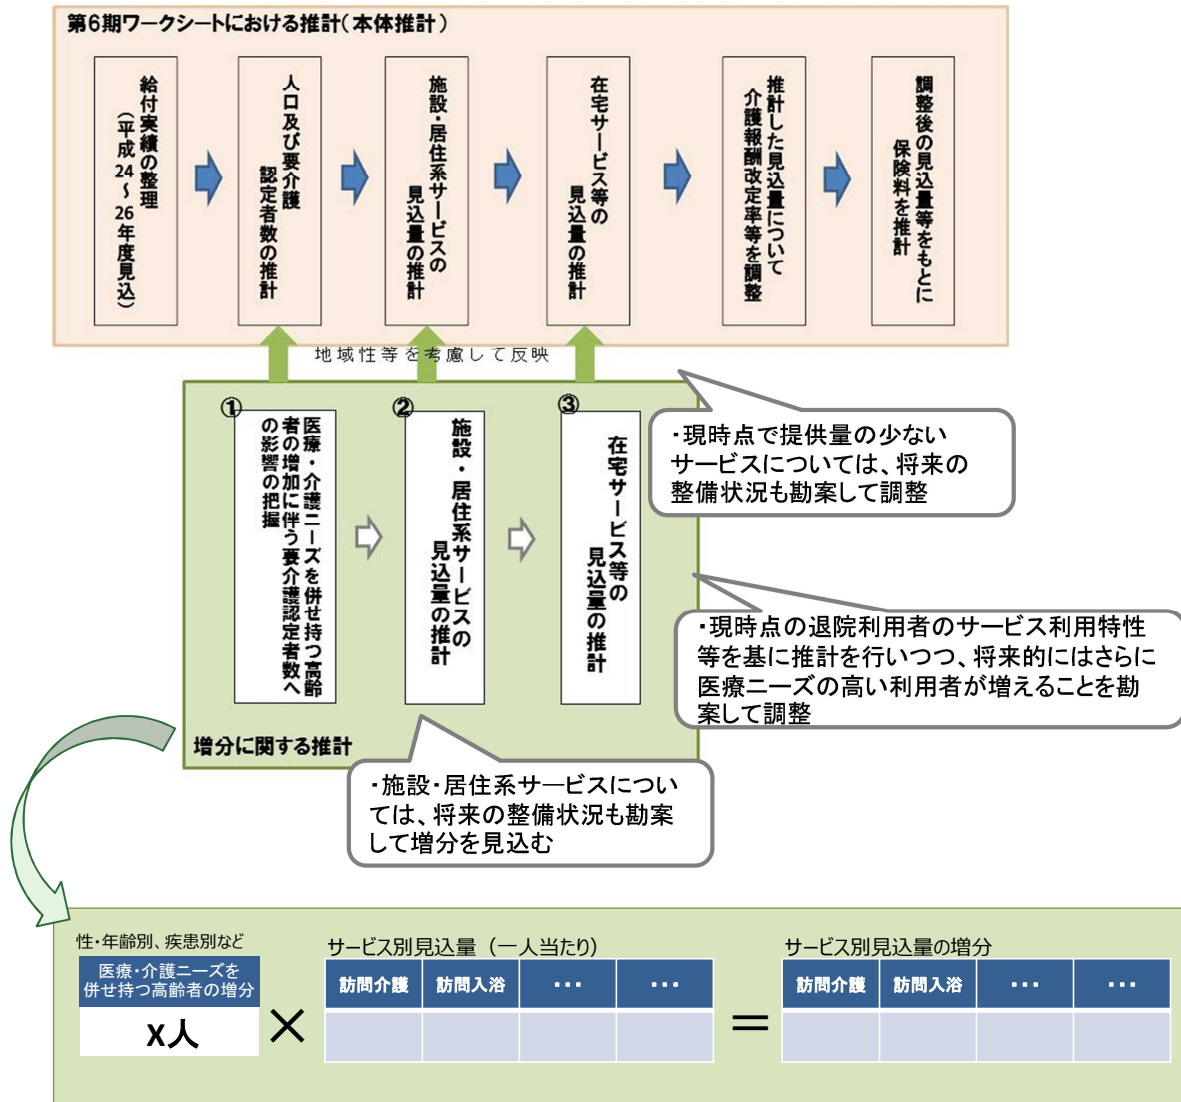 第6期ワークシートにおける推計(本体推計)
給付実績の整理
(平成24～26年度見込)
人口及び要介護
認定者数の推計
施設・居住系サービスの
見込量の推計
在宅サービス等の
見込量の推計
推計した見込量について
介護報酬改定率等を調整
調整後の見込量等をもとに
保険料を推計
地域性等を考慮して反映
①
医療・介護ニーズを併せ持つ高齢
者の増加に伴う要介護認定者数へ
の影響の把握
②
施設・居住系サービスの
見込量の推計
③
在宅サービス等の
見込量の推計
・現時点で提供量の少ない
サービスについては、将来の
整備状況も勘案して調整
・現時点の退院利用者のサービス利用特性
等を基に推計を行いつつ、将来的にはさらに
医療ニーズの高い利用者が増えることを勘
案して調整
増分に関する推計
・施設・居住系サービスについ
ては、将来の整備状況も勘案
して増分を見込む
性・年齢別、疾患別など
医療・介護ニーズを
併せ持つ高齢者の増分
X人
×
サービス別見込量（一人当たり）
訪問介護 訪問入浴 ・・・ ・・・
＝
サービス別見込量の増分
訪問介護 訪問入浴 ・・・ ・・・